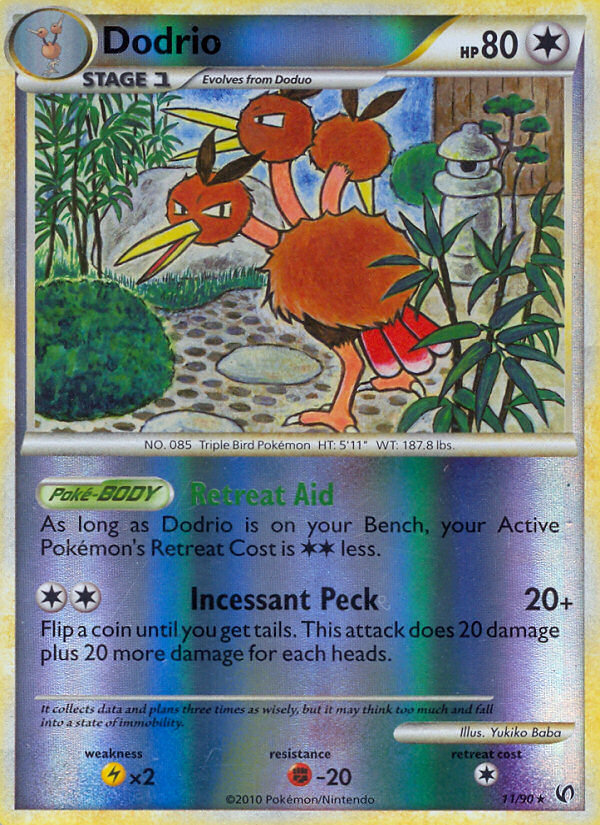 Dodrio
HP 80
STAGE 1
Evolves from Doduo
NO. 085 Triple Bird Pokémon HT: 5'11" WT: 187.8 lbs.
Poké-BODY Retreat Aid
As long as Dodrio is on your Bench, your Active
Pokémon's Retreat Cost is less.
Incessant Peck 20+
Flip a coin until you get tails. This attack does 20 damage
plus 20 more damage for each heads.
It collects data and plans three times as wisely, but it may think too much and fall
into a state of immobility.
Illus. Yukiko Baba
weakness resistance retreat cost
×2 -20
©2010 Pokémon/Nintendo 11/90 ★